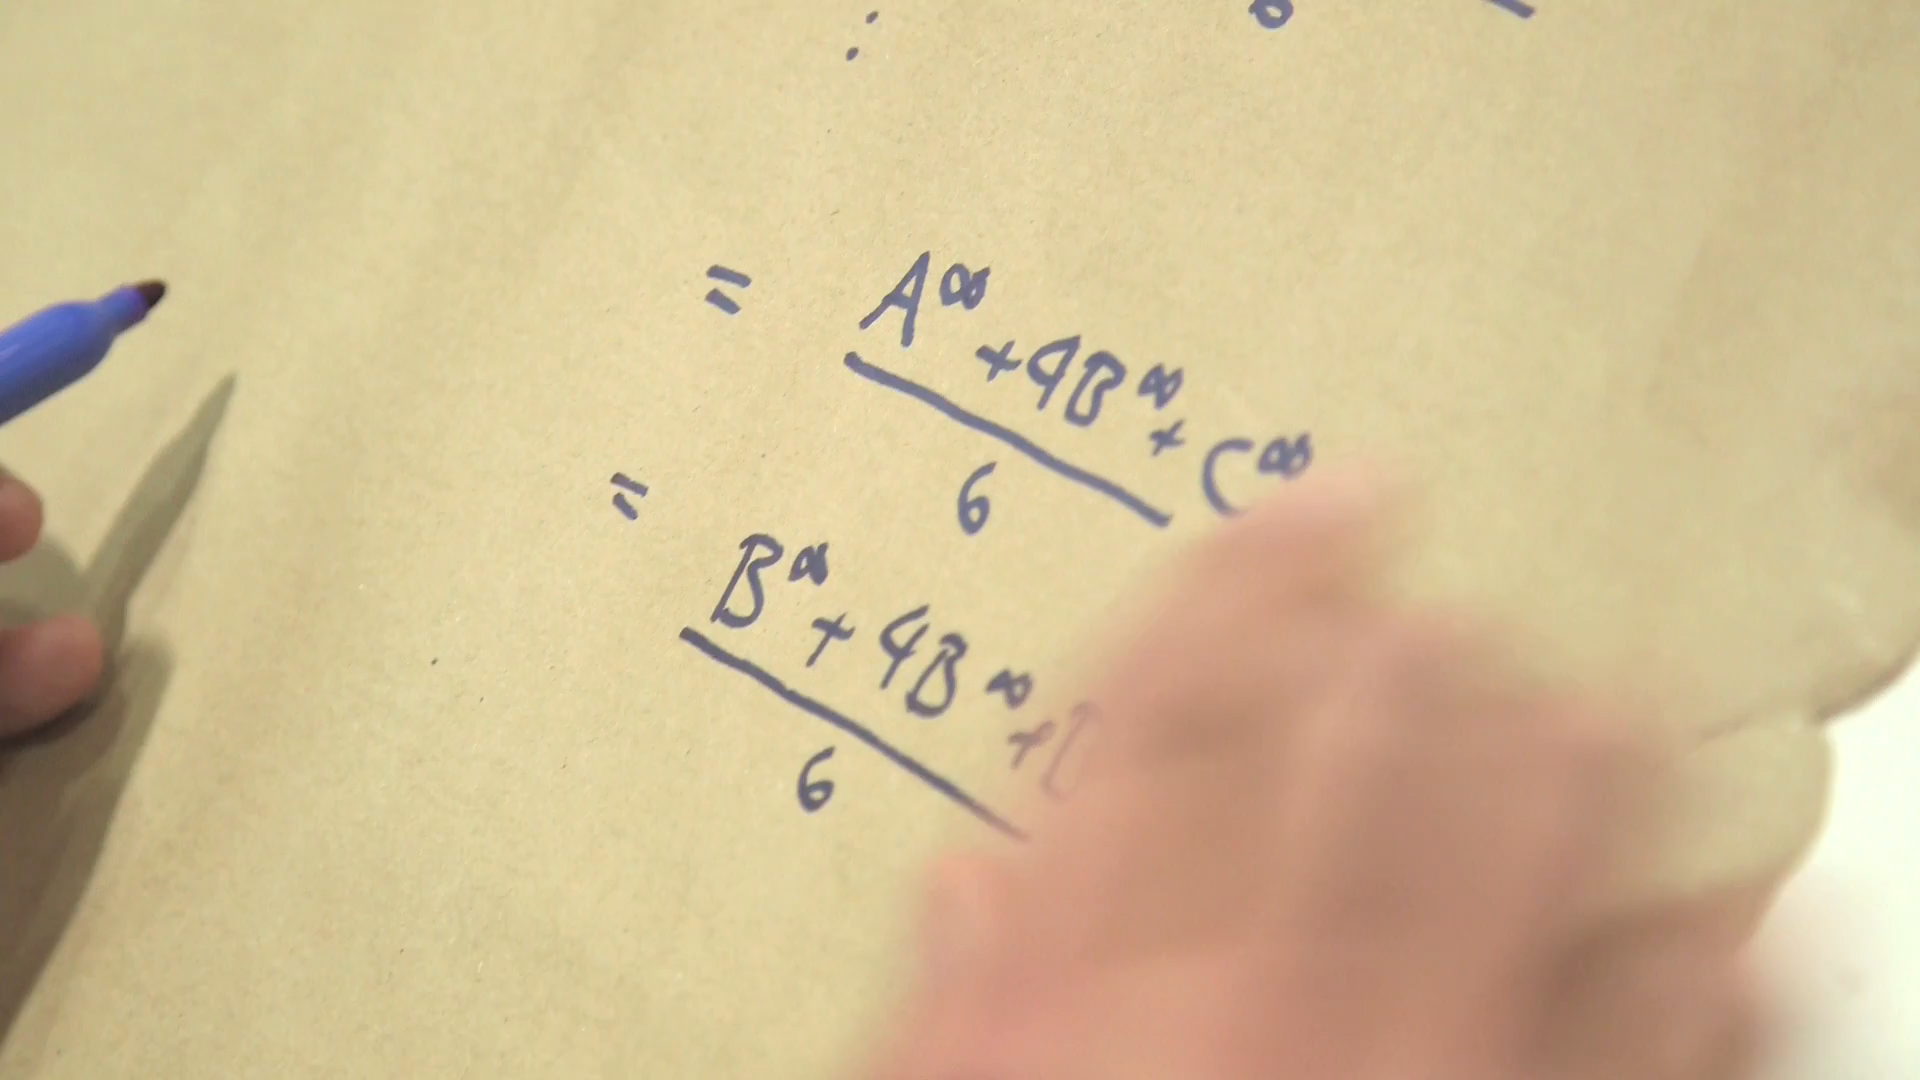 = A∞ + 4B∞ + C∞
6
= B∞ + 4B∞ +
6